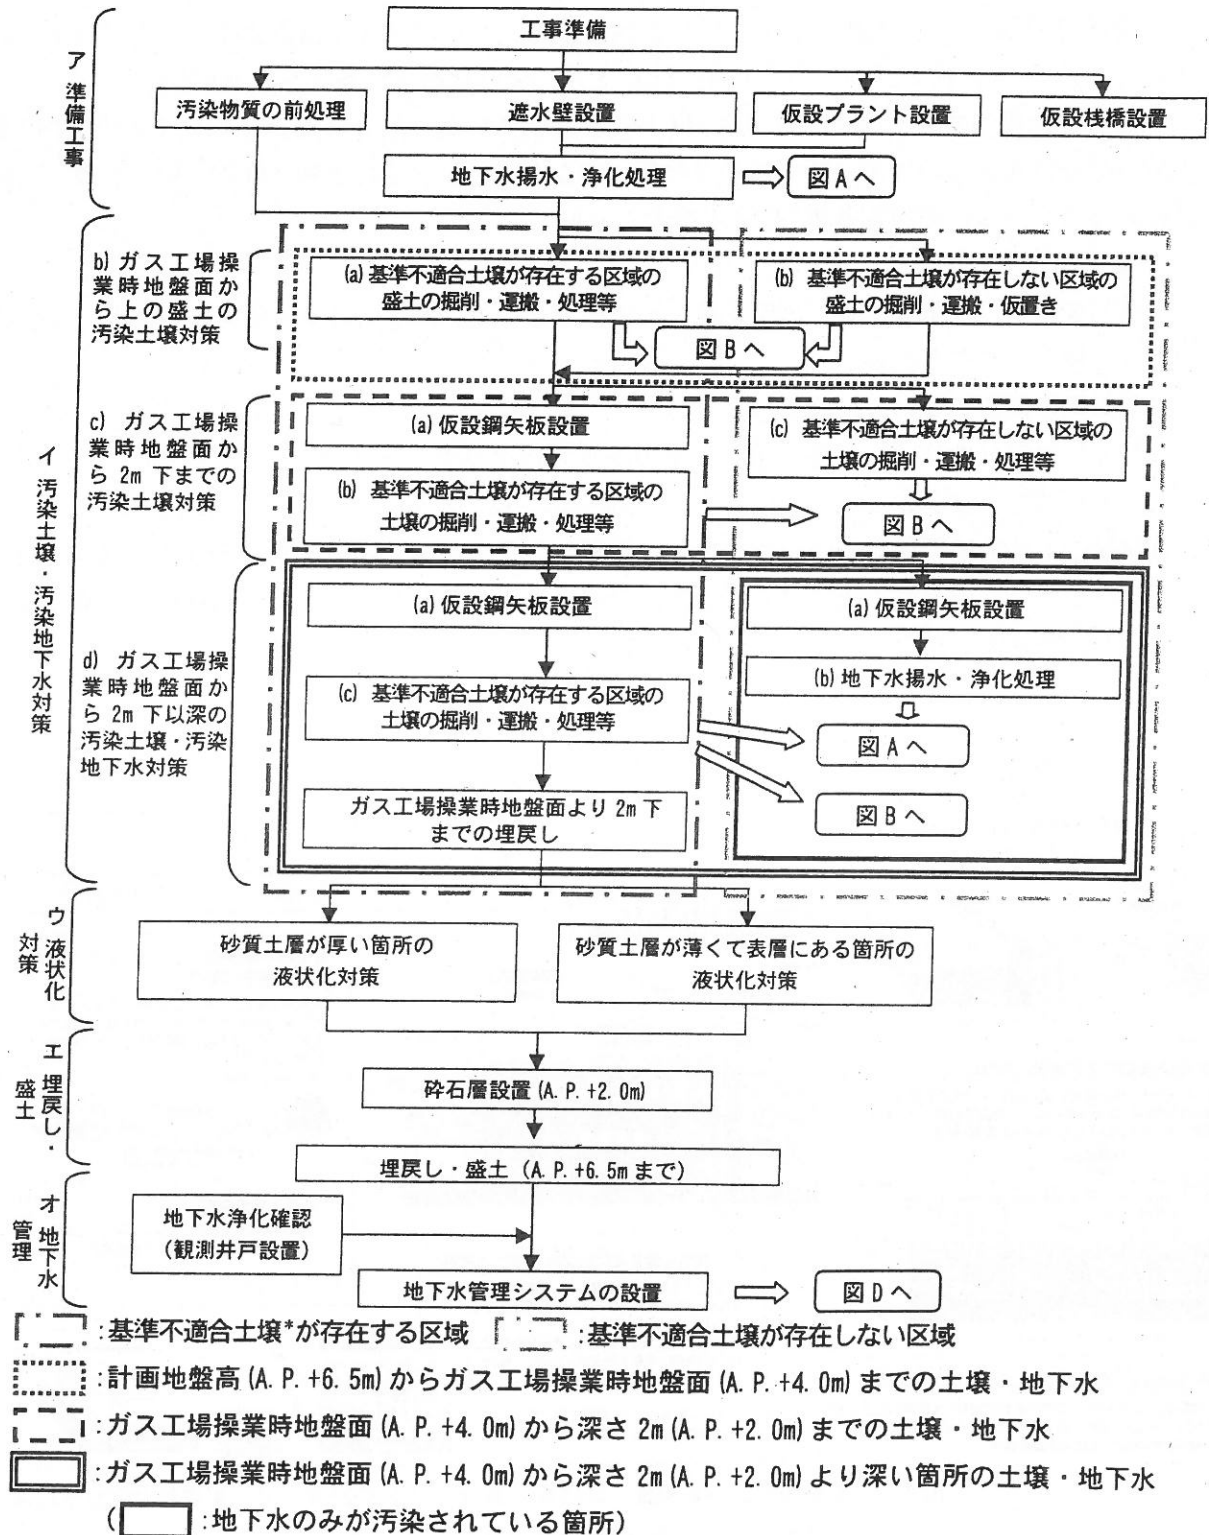 工事準備
ア 準備工事
汚染物質の前処理
遮水壁設置
仮設プラント設置
仮設桟橋設置
地下水揚水・浄化処理
図Aへ
イ 汚染土壌・汚染地下水対策
b) ガス工場操
業時地盤面か
ら上の盛土の
汚染土壌対策
(a) 基準不適合土壌が存在する区域の
盛土の掘削・運搬・処理等
(b) 基準不適合土壌が存在しない区域の
盛土の掘削・運搬・仮置き
図Bへ
c) ガス工場操
業時地盤面か
ら 2m 下までの
汚染土壌対策
(a) 仮設鋼矢板設置
(b) 基準不適合土壌が存在する区域の
土壌の掘削・運搬・処理等
(c) 基準不適合土壌が存在しない区域の
土壌の掘削・運搬・処理等
図Bへ
d) ガス工場操
業時地盤面か
ら 2m 下以深の
汚染土壌・汚染
地下水対策
(a) 仮設鋼矢板設置
(c) 基準不適合土壌が存在する区域の
土壌の掘削・運搬・処理等
ガス工場操業時地盤面より 2m 下
までの埋戻し
(a) 仮設鋼矢板設置
(b) 地下水揚水・浄化処理
図Aへ
図Bへ
ウ 液状化
対策
砂質土層が厚い箇所の
液状化対策
砂質土層が薄くて表層にある箇所の
液状化対策
エ 埋戻し・
盛土
砕石層設置 (A.P.+2.0m)
埋戻し・盛土 (A.P.+6.5m まで)
オ 地下水
管理
地下水浄化確認
(観測井戸設置)
地下水管理システムの設置
図Dへ
:基準不適合土壌*が存在する区域
:基準不適合土壌が存在しない区域
:計画地盤高 (A.P.+6.5m) からガス工場操業時地盤面 (A.P.+4.0m) までの土壌・地下水
:ガス工場操業時地盤面 (A.P.+4.0m) から深さ 2m (A.P.+2.0m) までの土壌・地下水
:ガス工場操業時地盤面 (A.P.+4.0m) から深さ 2m (A.P.+2.0m) より深い箇所の土壌・地下水
( :地下水のみが汚染されている箇所)